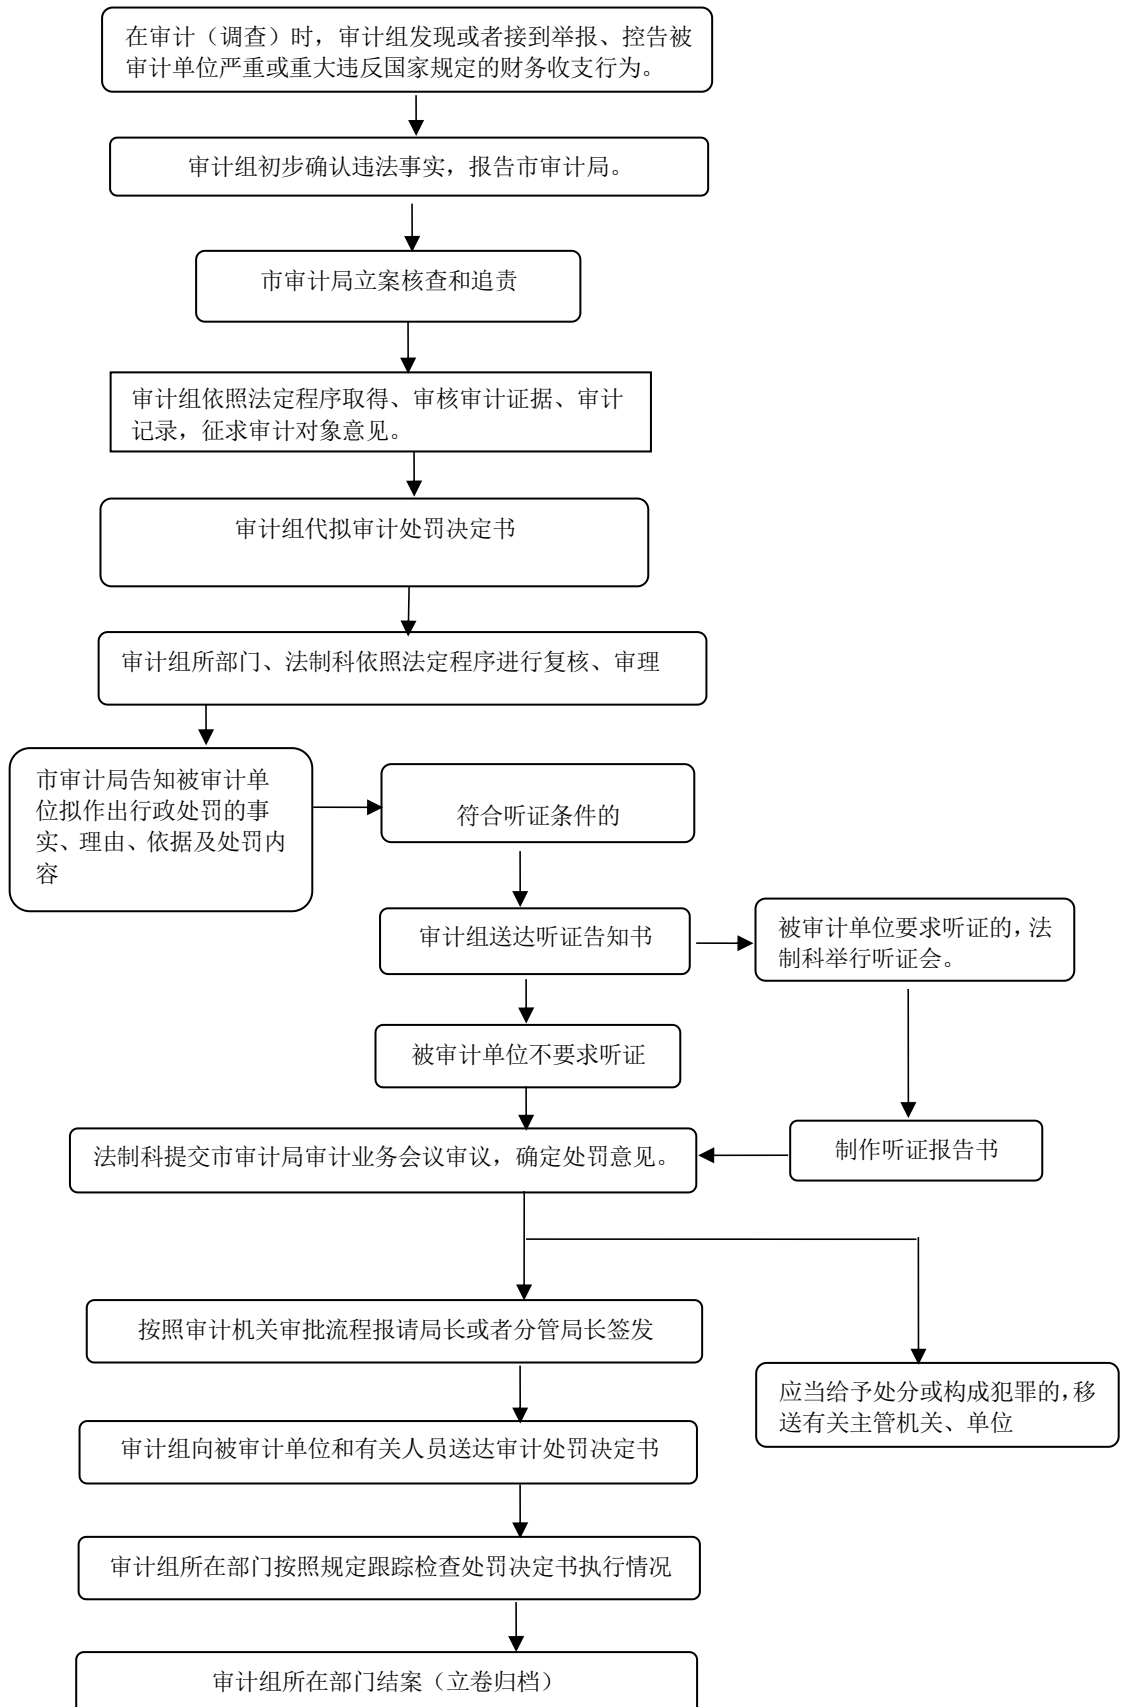 在审计（调查）时，审计组发现或者接到举报、控告被
审计单位严重或重大违反国家规定的财务收支行为。
审计组初步确认违法事实，报告市审计局。
市审计局立案核查和追责
审计组依照法定程序取得、审核审计证据、审计
记录，征求审计对象意见。
审计组代拟审计处罚决定书
审计组所部门、法制科依照法定程序进行复核、审理
市审计局告知被审计单
位拟作出行政处罚的事
实、理由、依据及处罚内
容
符合听证条件的
审计组送达听证告知书
被审计单位要求听证的，法
制科举行听证会。
被审计单位不要求听证
制作听证报告书
法制科提交市审计局审计业务会议审议，确定处罚意见。
按照审计机关审批流程报请局长或者分管局长签发
应当给予处分或构成犯罪的，移
送有关主管机关、单位
审计组向被审计单位和有关人员送达审计处罚决定书
审计组所在部门按照规定跟踪检查处罚决定书执行情况
审计组所在部门结案（立卷归档）